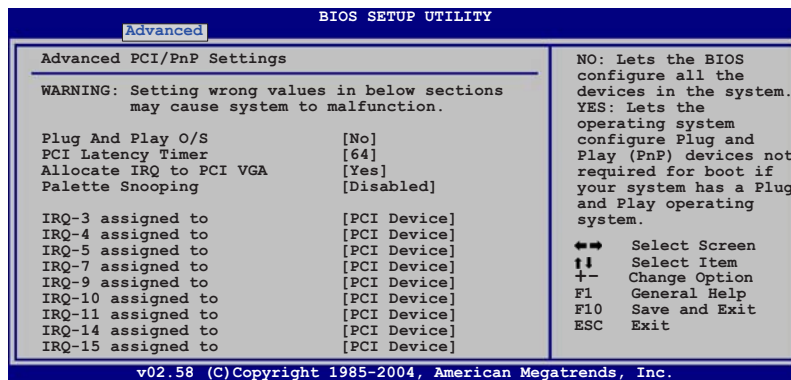 BIOS SETUP UTILITY
Advanced
Advanced PCI/PnP Settings
WARNING: Setting wrong values in below sections
may cause system to malfunction.
Plug And Play O/S [No]
PCI Latency Timer [64]
Allocate IRQ to PCI VGA [Yes]
Palette Snooping [Disabled]
IRQ-3 assigned to [PCI Device]
IRQ-4 assigned to [PCI Device]
IRQ-5 assigned to [PCI Device]
IRQ-7 assigned to [PCI Device]
IRQ-9 assigned to [PCI Device]
IRQ-10 assigned to [PCI Device]
IRQ-11 assigned to [PCI Device]
IRQ-14 assigned to [PCI Device]
IRQ-15 assigned to [PCI Device]
NO: Lets the BIOS
configure all the
devices in the system.
YES: Lets the
operating system
configure Plug and
Play (PnP) devices not
required for boot if
your system has a Plug
and Play operating
system.
←→ Select Screen
↑↓ Select Item
+- Change Option
F1 General Help
F10 Save and Exit
ESC Exit
v02.58 (C)Copyright 1985-2004, American Megatrends, Inc.